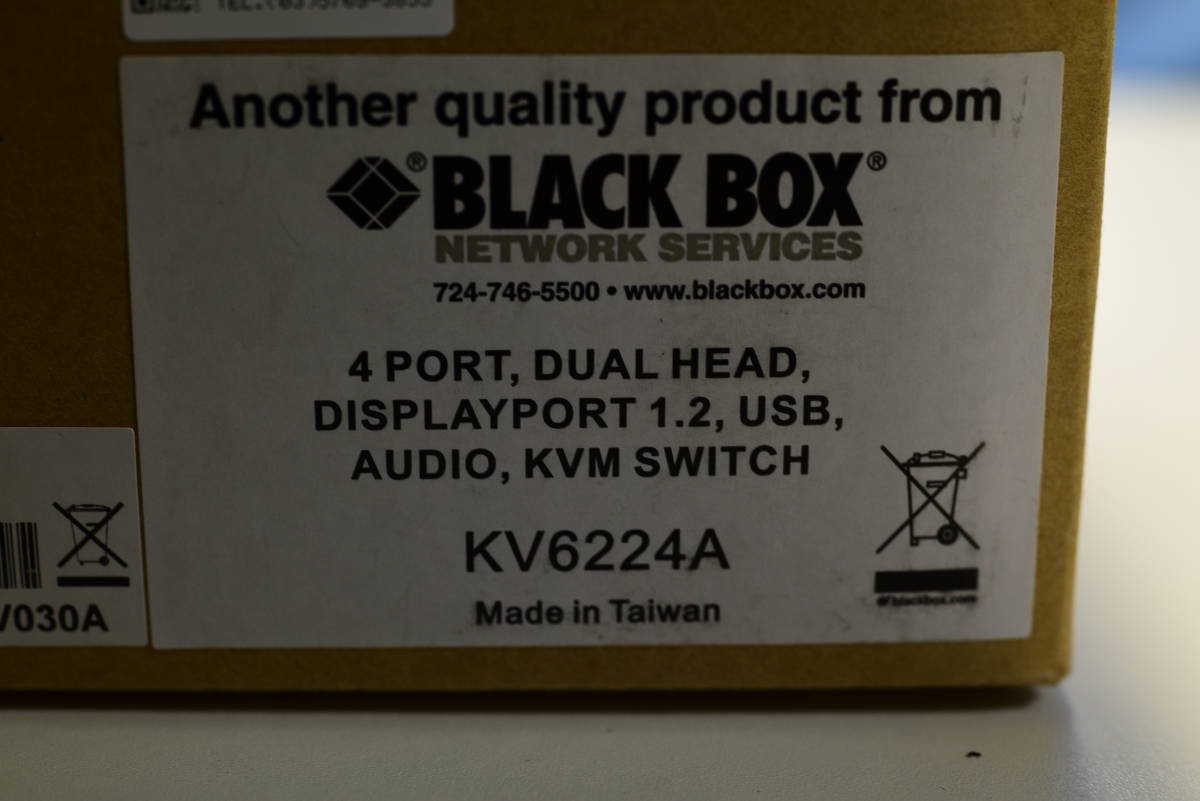 Another quality product from
® BLACK BOX ®
NETWORK SERVICES
724-746-5500 • www.blackbox.com
4 PORT, DUAL HEAD,
DISPLAYPORT 1.2, USB,
AUDIO, KVM SWITCH
KV6224A
Made in Taiwan
V030A